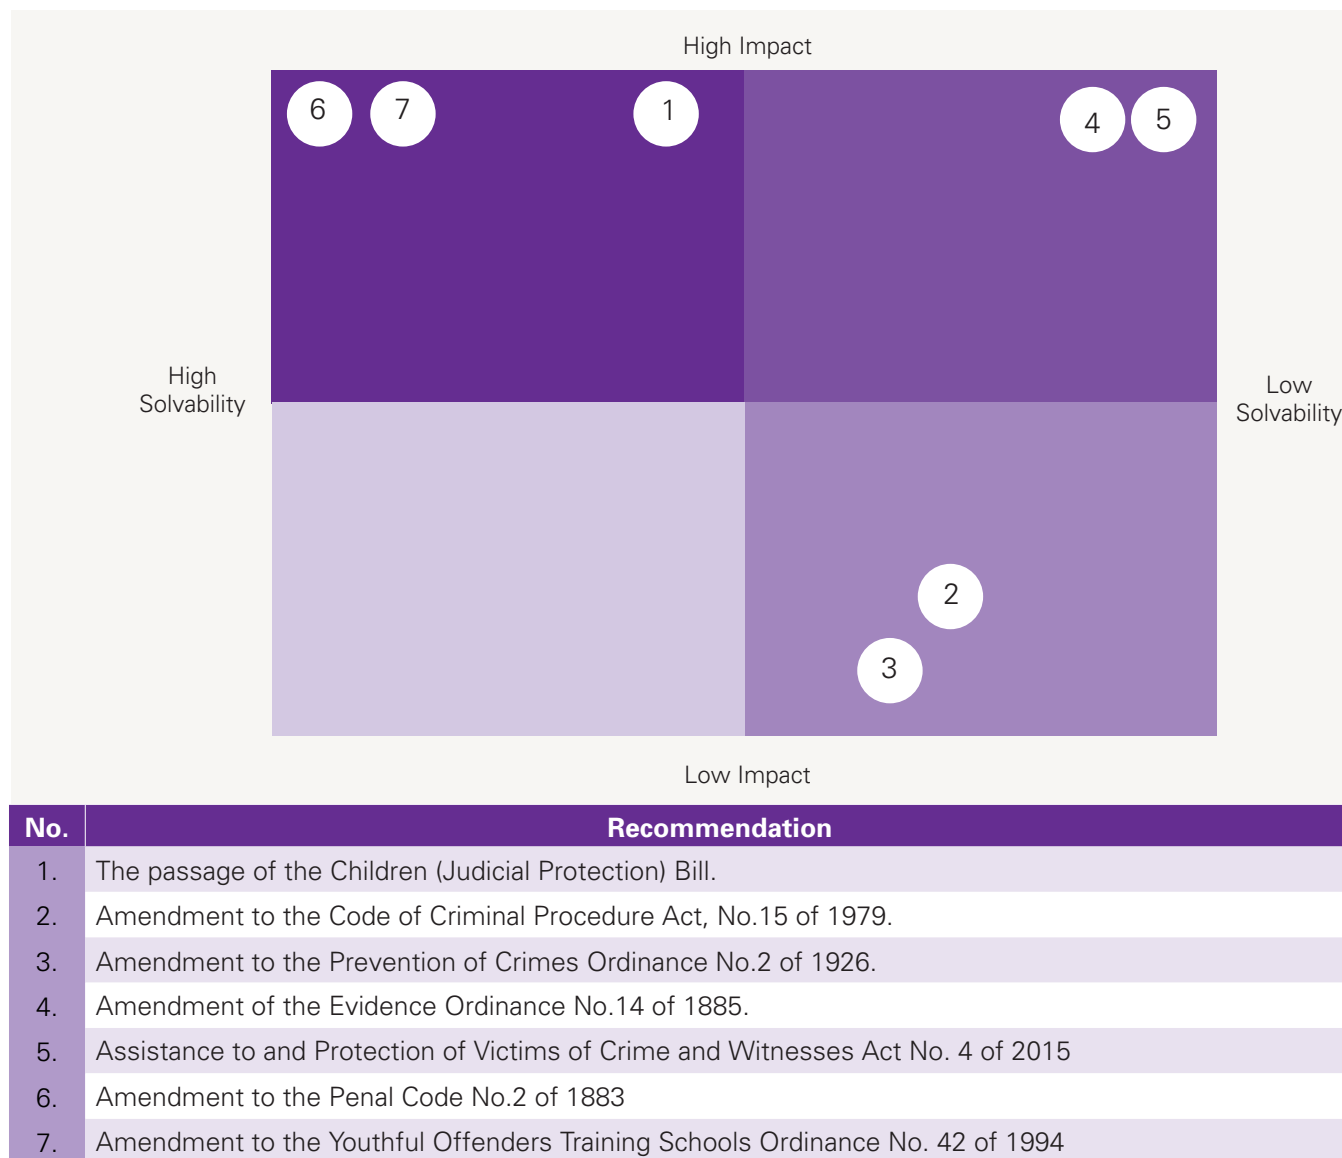 High Impact
6 7 1 4 5
High
Solvability
Low
Solvability
2
3
Low Impact
No. Recommendation
1. The passage of the Children (Judicial Protection) Bill.
2. Amendment to the Code of Criminal Procedure Act, No.15 of 1979.
3. Amendment to the Prevention of Crimes Ordinance No.2 of 1926.
4. Amendment of the Evidence Ordinance No.14 of 1885.
5. Assistance to and Protection of Victims of Crime and Witnesses Act No. 4 of 2015
6. Amendment to the Penal Code No.2 of 1883
7. Amendment to the Youthful Offenders Training Schools Ordinance No. 42 of 1994